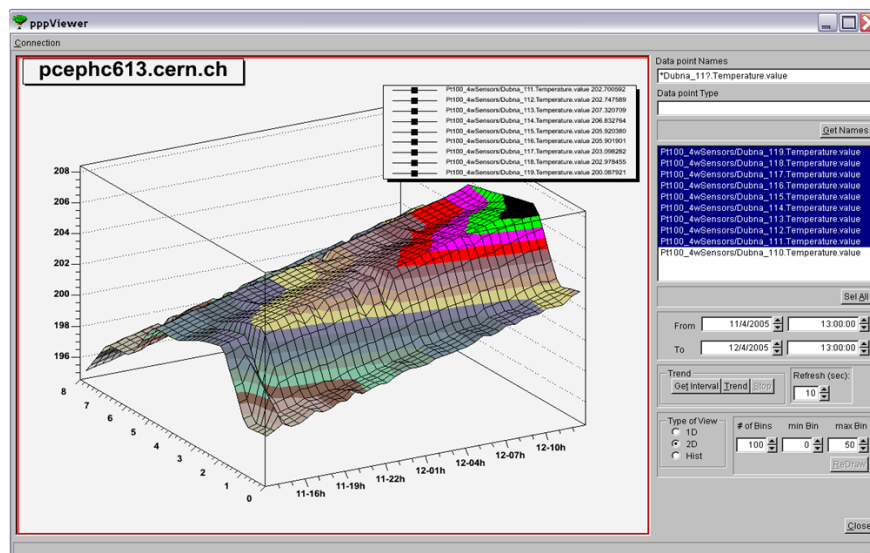 pppViewer
Connection
pcephc613.cern.ch
Pt100_4wSensors/Dubna_111.Temperature.value 202.700592
Pt100_4wSensors/Dubna_112.Temperature.value 202.747589
Pt100_4wSensors/Dubna_113.Temperature.value 207.320709
Pt100_4wSensors/Dubna_114.Temperature.value 206.832764
Pt100_4wSensors/Dubna_115.Temperature.value 205.920380
Pt100_4wSensors/Dubna_116.Temperature.value 205.901901
Pt100_4wSensors/Dubna_117.Temperature.value 203.098282
Pt100_4wSensors/Dubna_118.Temperature.value 202.978455
Pt100_4wSensors/Dubna_119.Temperature.value 200.087921
208
206
204
202
200
198
196
8
7
6
5
4
3
2
1
0
11-16h
11-19h
11-22h
12-01h
12-04h
12-07h
12-10h
Data point Names
*Dubna_11?.Temperature.value
Data point Type
Get Names
Pt100_4wSensors/Dubna_119.Temperature.value
Pt100_4wSensors/Dubna_118.Temperature.value
Pt100_4wSensors/Dubna_117.Temperature.value
Pt100_4wSensors/Dubna_116.Temperature.value
Pt100_4wSensors/Dubna_115.Temperature.value
Pt100_4wSensors/Dubna_114.Temperature.value
Pt100_4wSensors/Dubna_113.Temperature.value
Pt100_4wSensors/Dubna_112.Temperature.value
Pt100_4wSensors/Dubna_111.Temperature.value
Pt100_4wSensors/Dubna_110.Temperature.value
Sel All
From 11/4/2005 13:00:00
To 12/4/2005 13:00:00
Trend
Get Interval Trend Stop
Refresh (sec):
10
Type of View
1D
2D
Hist
# of Bins min Bin max Bin
100 0 50
ReDraw
Close